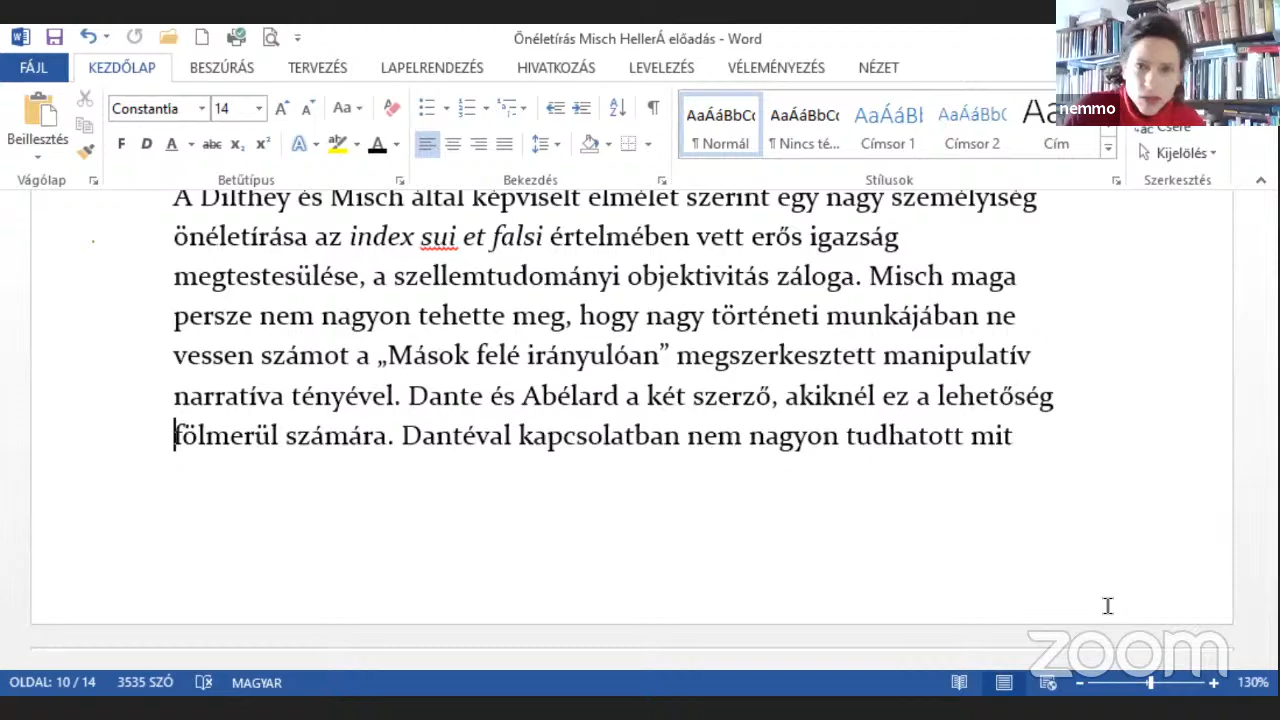 Önéletírás Misch HellerÁ előadás - Word
FÁJL KEZDŐLAP BESZÚRÁS TERVEZÉS LAPELRENDEZÉS HIVATKOZÁS LEVELEZÉS VÉLEMÉNYEZÉS NÉZET
nemmo
Beillesztés
Vágólap
Constantia 14
Betűtípus
Bekezdés
AaÁáBbCc AaÁáBbCc AaÁáBl AaÁáBbC Aa
¶ Normál ¶ Nincs té... Címsor 1 Címsor 2 Cím
Stílusok
Csere
Kijelölés
Szerkesztés
A Dilthey és Misch által képviselt elmélet szerint egy nagy személyiség
önéletírása az index sui et falsi értelmében vett erős igazság
megtestesülése, a szellemtudományi objektivitás záloga. Misch maga
persze nem nagyon tehette meg, hogy nagy történeti munkájában ne
vessen számot a „Mások felé irányulóan” megszerkesztett manipulatív
narratíva tényével. Dante és Abélard a két szerző, akiknél ez a lehetőség
fölmerül számára. Dantéval kapcsolatban nem nagyon tudhatott mit
zoom
OLDAL: 10 / 14 3535 SZÓ MAGYAR 130%